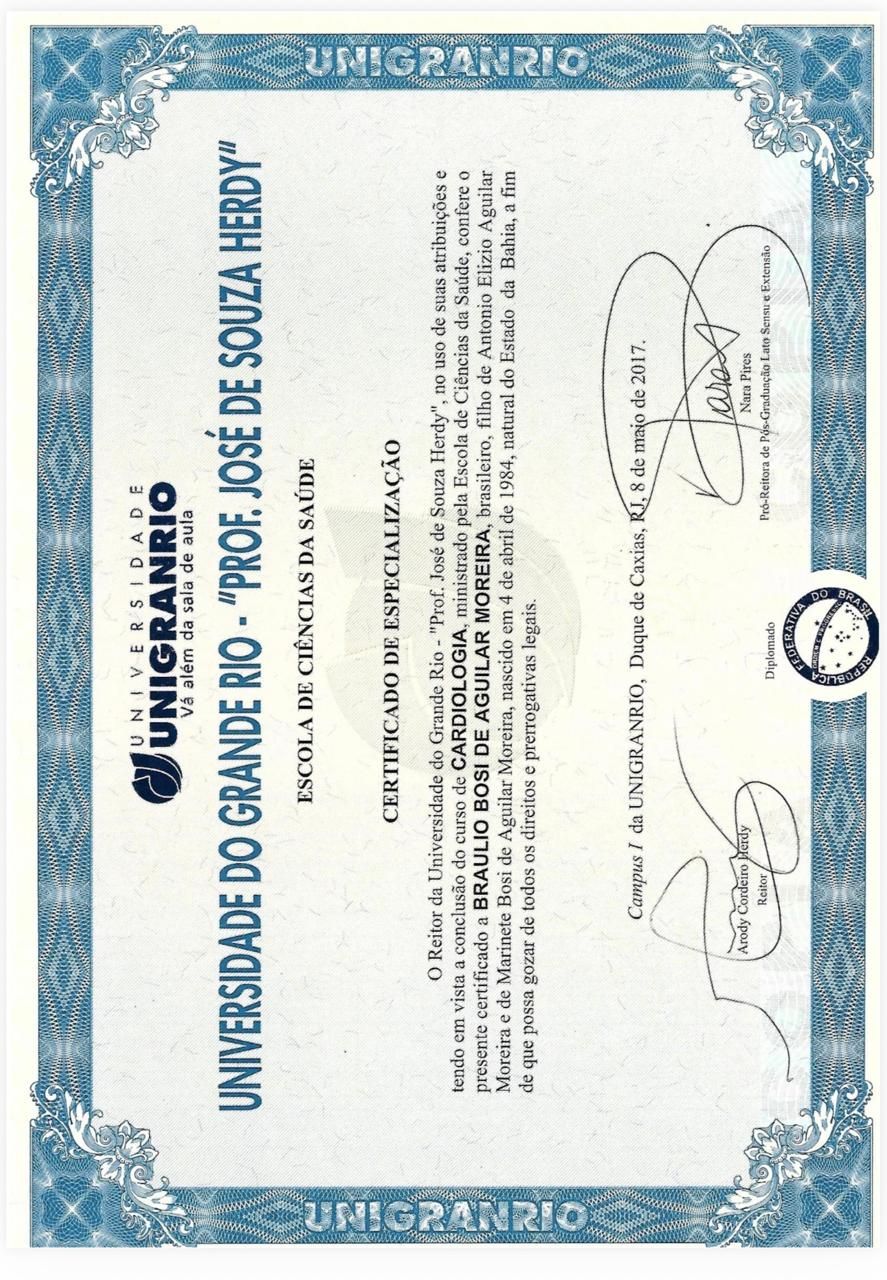 UNIGRANRIO
UNIVERSIDADE
UNIGRANRIO
Vá além da sala de aula
UNIVERSIDADE DO GRANDE RIO - "PROF. JOSÉ DE SOUZA HERDY"
ESCOLA DE CIÊNCIAS DA SAÚDE
CERTIFICADO DE ESPECIALIZAÇÃO
O Reitor da Universidade do Grande Rio - "Prof. José de Souza Herdy", no uso de suas atribuições e
tendo em vista a conclusão do curso de CARDIOLOGIA, ministrado pela Escola de Ciências da Saúde, confere o
presente certificado a BRAULIO BOSI DE AGUILAR MOREIRA, brasileiro, filho de Antonio Elizio Aguilar
Moreira e de Marinete Bosi de Aguilar Moreira, nascido em 4 de abril de 1984, natural do Estado da Bahia, a fim
de que possa gozar de todos os direitos e prerrogativas legais.
Campus I da UNIGRANRIO, Duque de Caxias, RJ, 8 de maio de 2017.
Arody Cordeiro Herdy
Reitor
Diplomado
Nara Pires
Pró-Reitora de Pós-Graduação Lato Sensu e Extensão
REPÚBLICA FEDERATIVA DO BRASIL
ORDEM E PROGRESSO
UNIGRANRIO